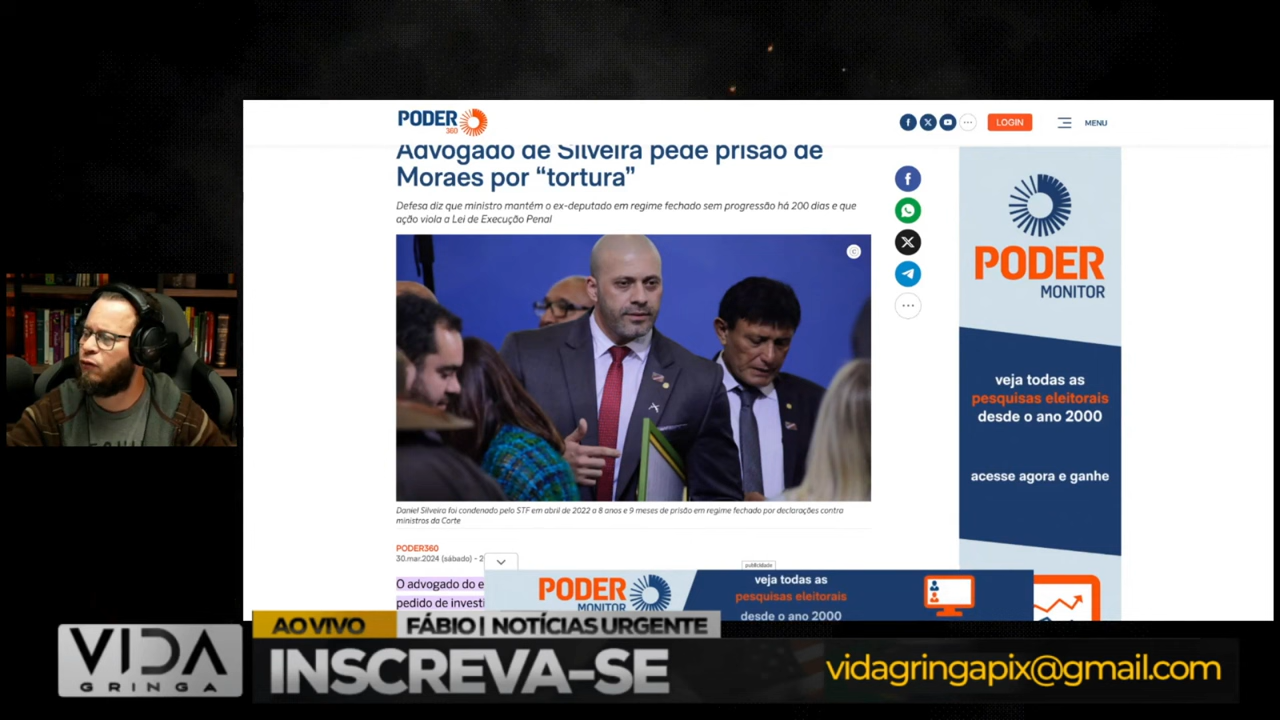 PODER
360
LOGIN
MENU
Advogado de Silveira pede prisão de
Moraes por “tortura”
Defesa diz que ministro mantém o ex-deputado em regime fechado sem progressão há 200 dias e que
ação viola a Lei de Execução Penal
Daniel Silveira foi condenado pelo STF em abril de 2022 a 8 anos e 9 meses de prisão em regime fechado por declarações contra
ministros da Corte
PODER360
30.mar.2024 (sábado) - 2
O advogado do e
pedido de investi
PODER
MONITOR
veja todas as
pesquisas eleitorais
desde o ano 2000
acesse agora e ganhe
publicidade
PODER
MONITOR
veja todas as
pesquisas eleitorais
desde o ano 2000
AO VIVO
FÁBIO | NOTÍCIAS URGENTE
VIDA
GRINGA
INSCREVA-SE
vidagringapix@gmail.com